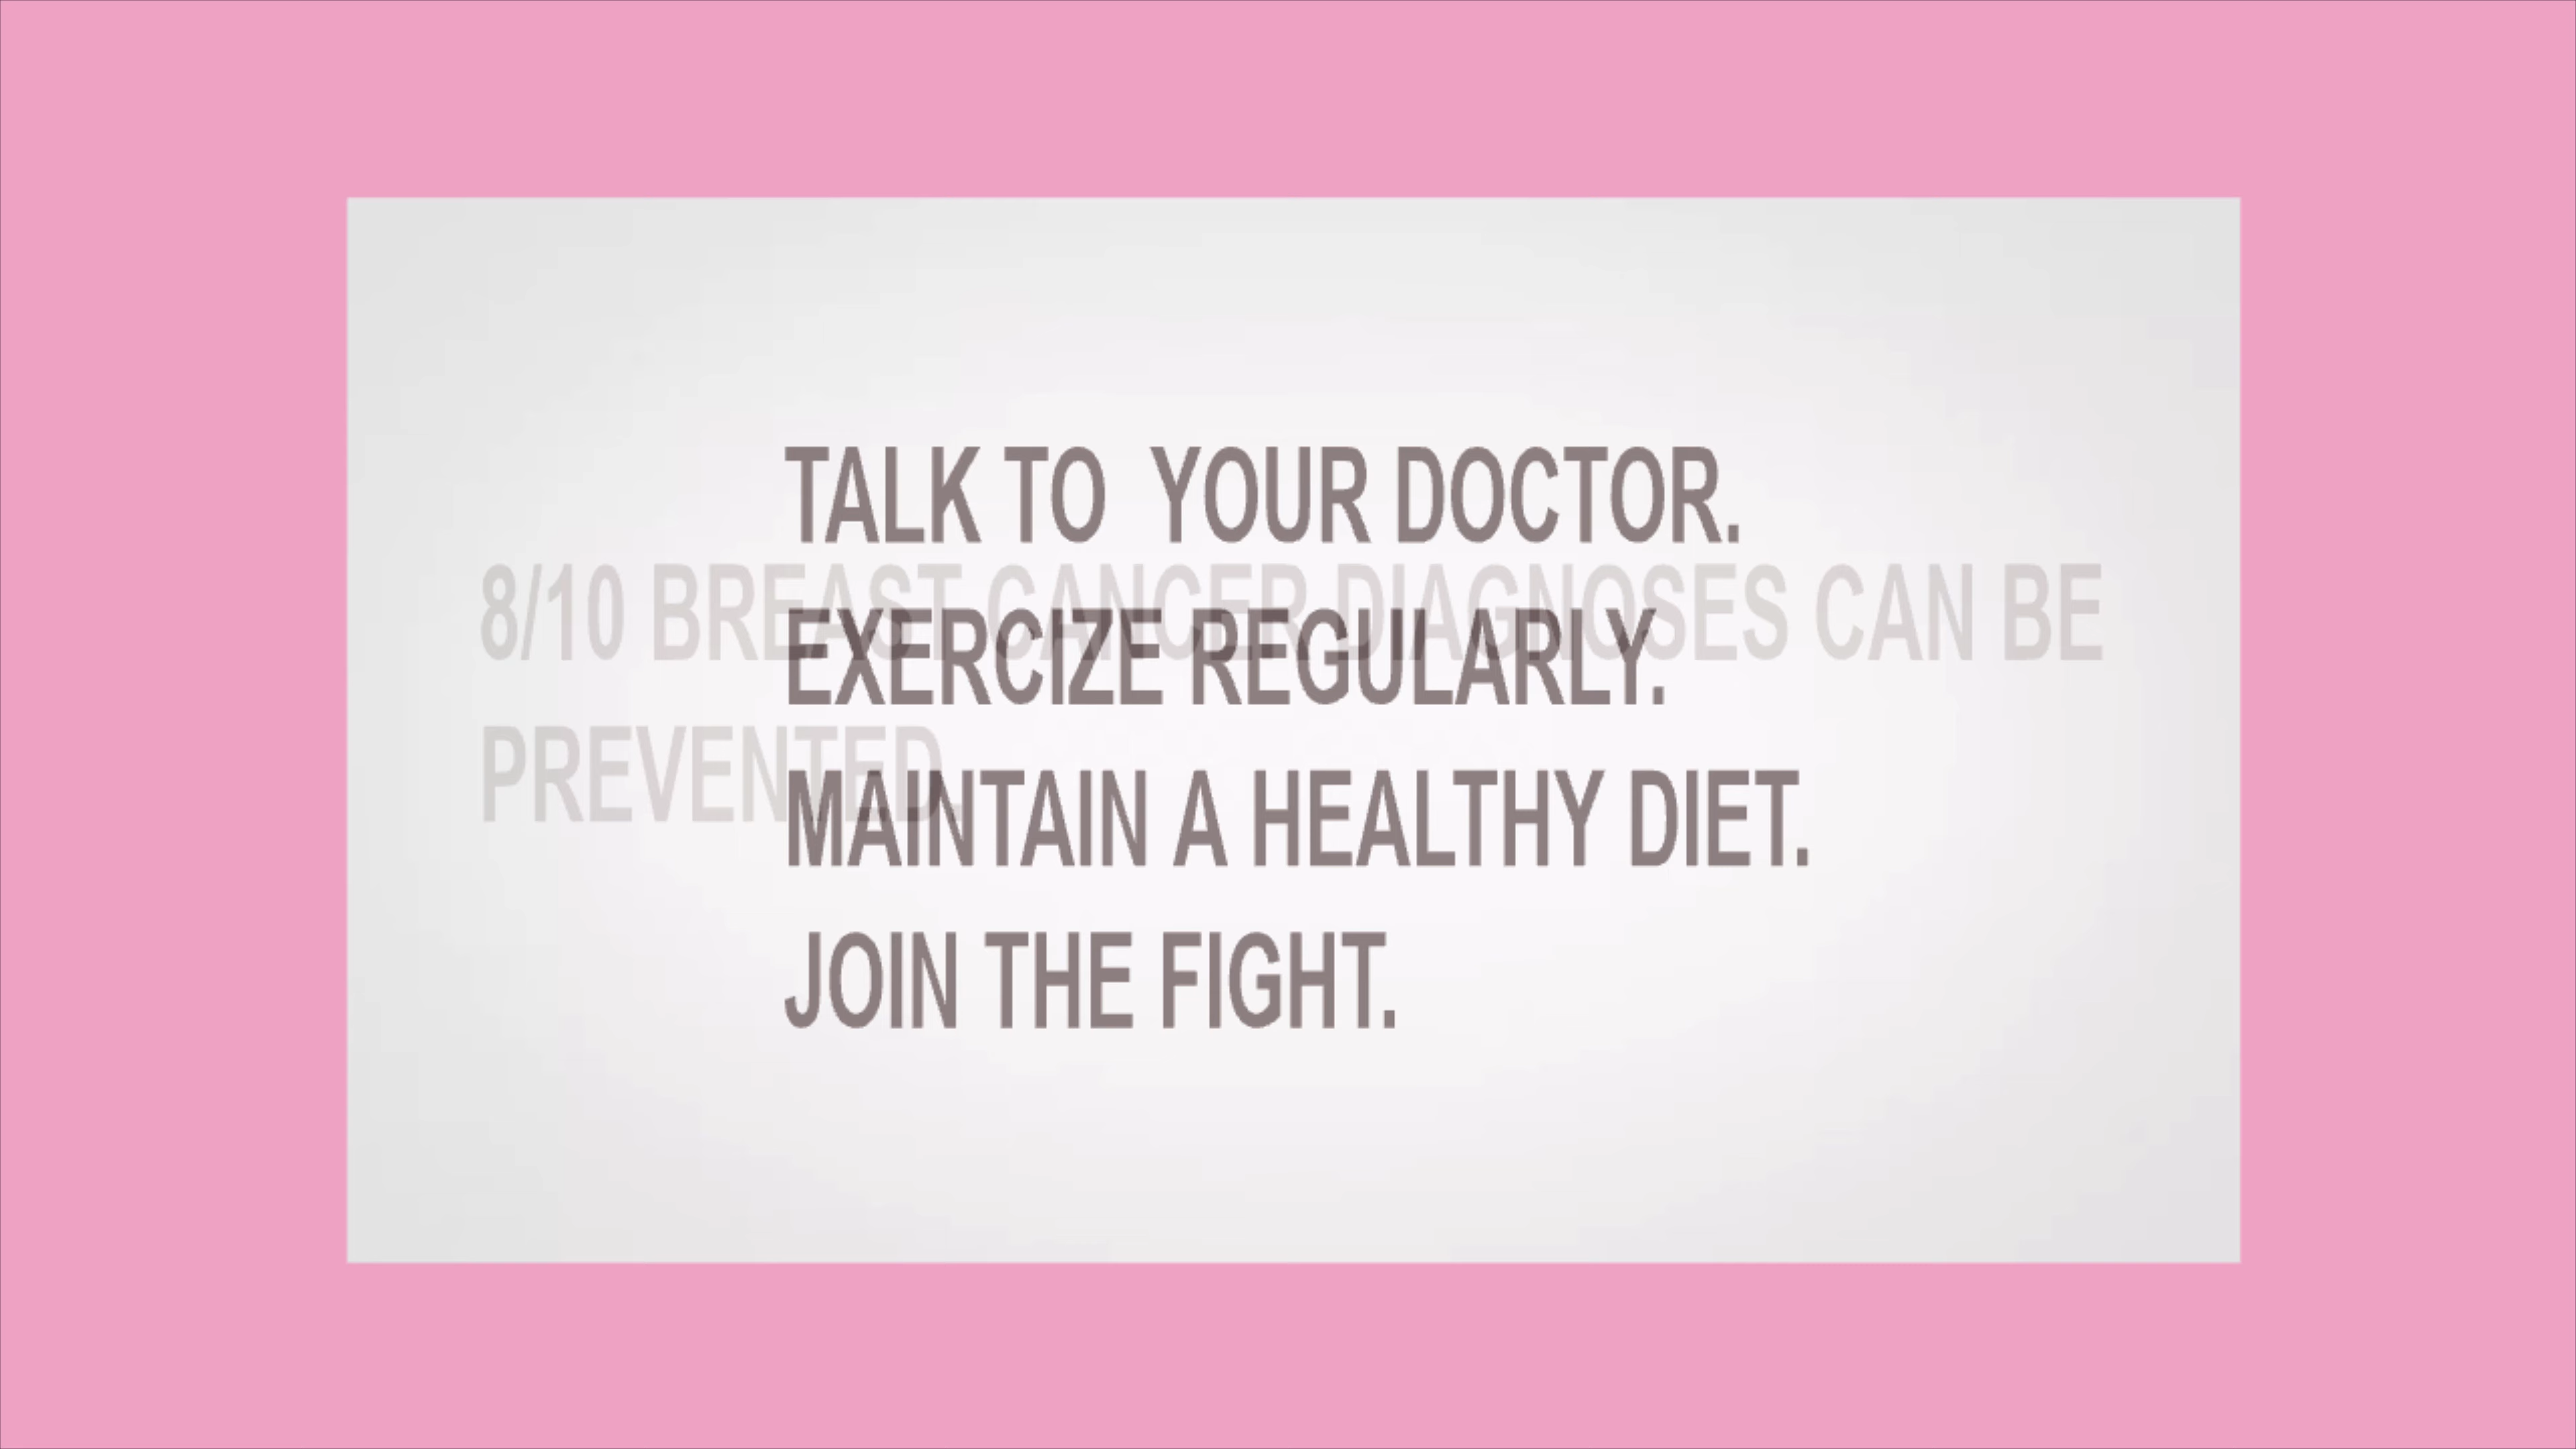 TALK TO YOUR DOCTOR.
8/10 BREAST CANCER DIAGNOSES CAN BE
EXERCIZE REGULARLY.
PREVENTED.
MAINTAIN A HEALTHY DIET.
JOIN THE FIGHT.